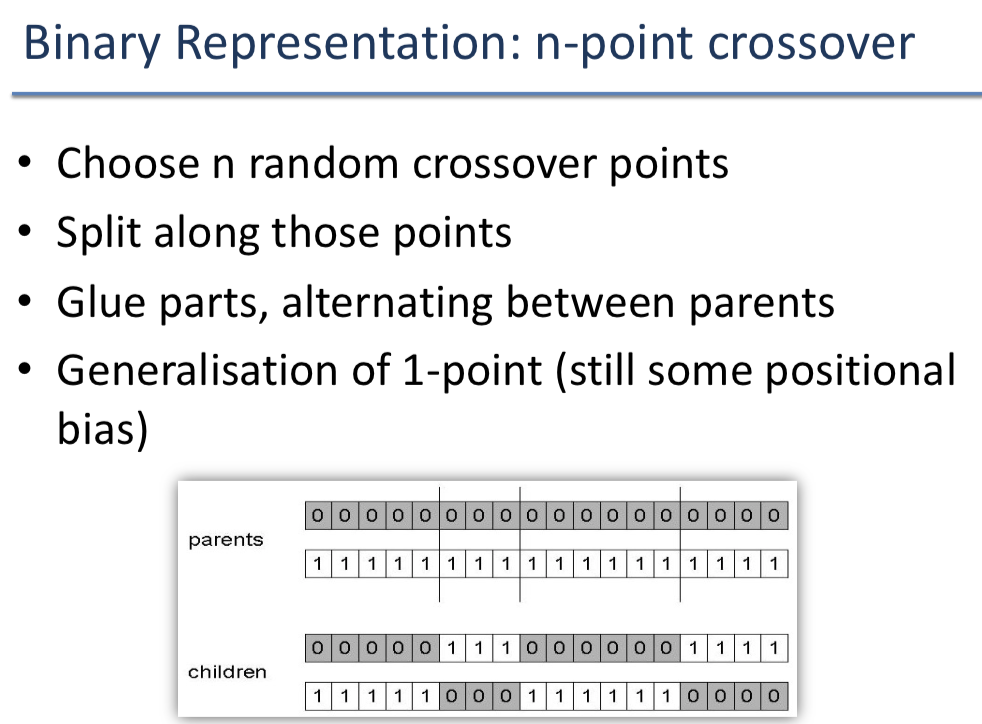 Binary Representation: n-point crossover
• Choose n random crossover points
• Split along those points
• Glue parts, alternating between parents
• Generalisation of 1-point (still some positional
bias)
0 0 0 0 0 0 0 0 0 0 0 0 0 0 0 0 0 0
parents
1 1 1 1 1 1 1 1 1 1 1 1 1 1 1 1 1 1
0 0 0 0 0 1 1 1 0 0 0 0 0 0 1 1 1 1
children
1 1 1 1 1 0 0 0 1 1 1 1 1 1 0 0 0 0